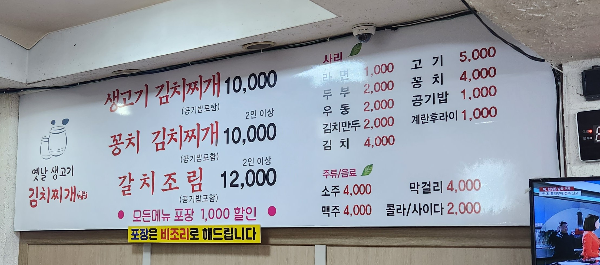 옛날 생고기
김치찌개
생고기 김치찌개 10,000
(공기밥포함) 2인 이상
꽁치 김치찌개 10,000
(공기밥포함) 2인 이상
갈치조림 12,000
(공기밥포함)
모든메뉴 포장 1,000 할인
포장은 비조리로 해드립니다
사리
라면 1,000
두부 2,000
우동 2,000
김치만두 2,000
김치 4,000
고기 5,000
꽁치 4,000
공기밥 1,000
계란후라이 1,000
주류/음료
소주 4,000
맥주 4,000
막걸리 4,000
콜라/사이다 2,000